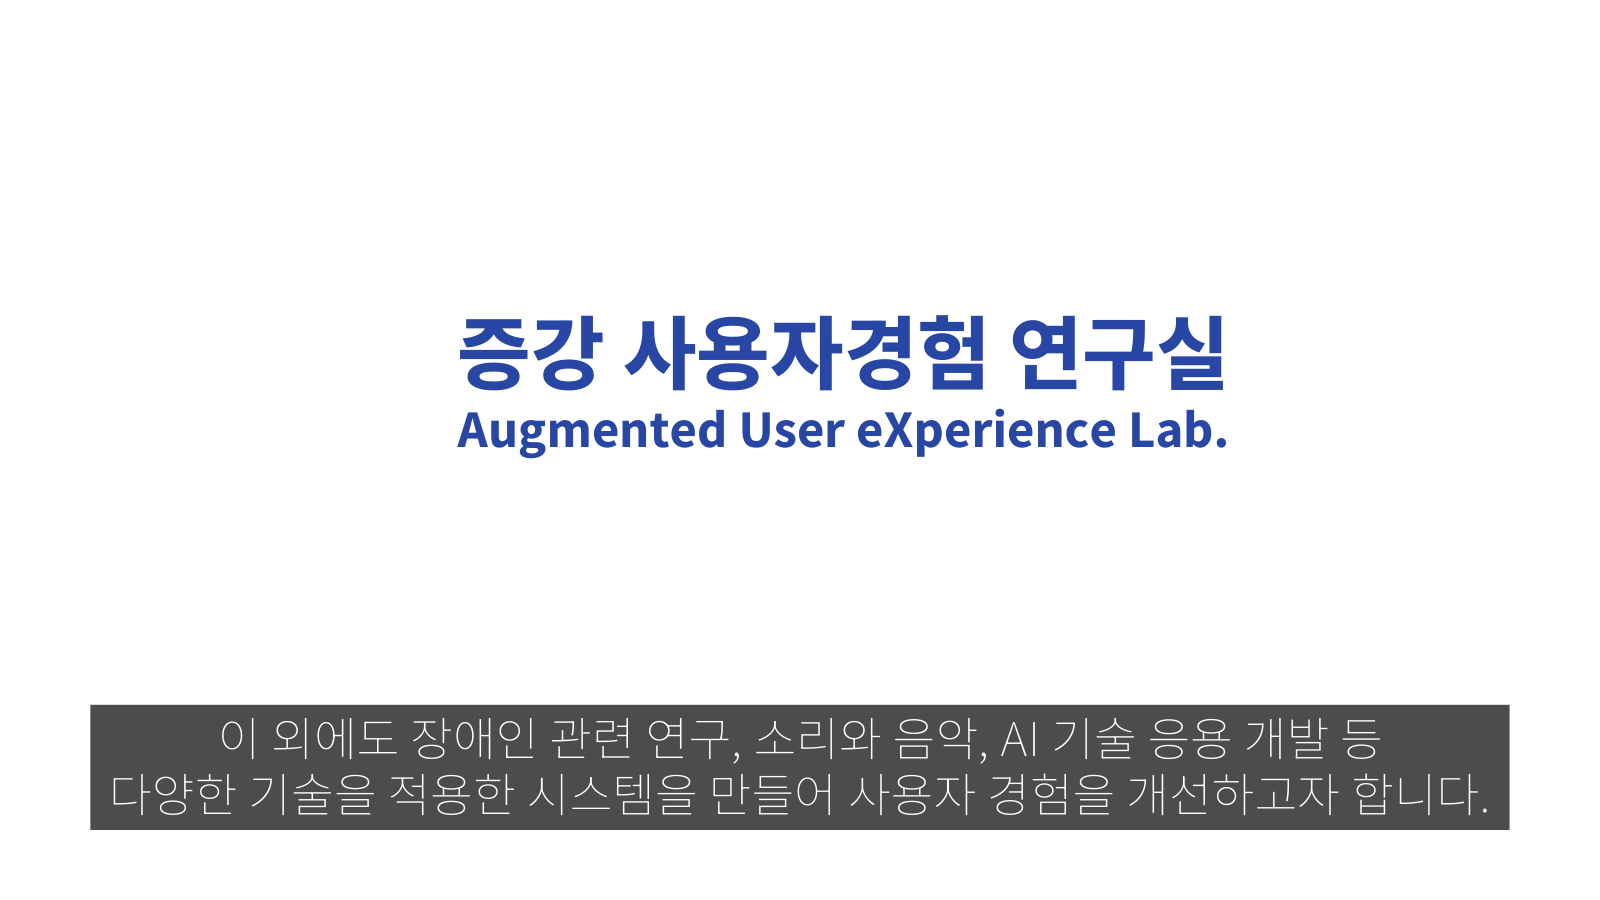 증강 사용자경험 연구실
Augmented User eXperience Lab.
이 외에도 장애인 관련 연구, 소리와 음악, AI 기술 응용 개발 등
다양한 기술을 적용한 시스템을 만들어 사용자 경험을 개선하고자 합니다.